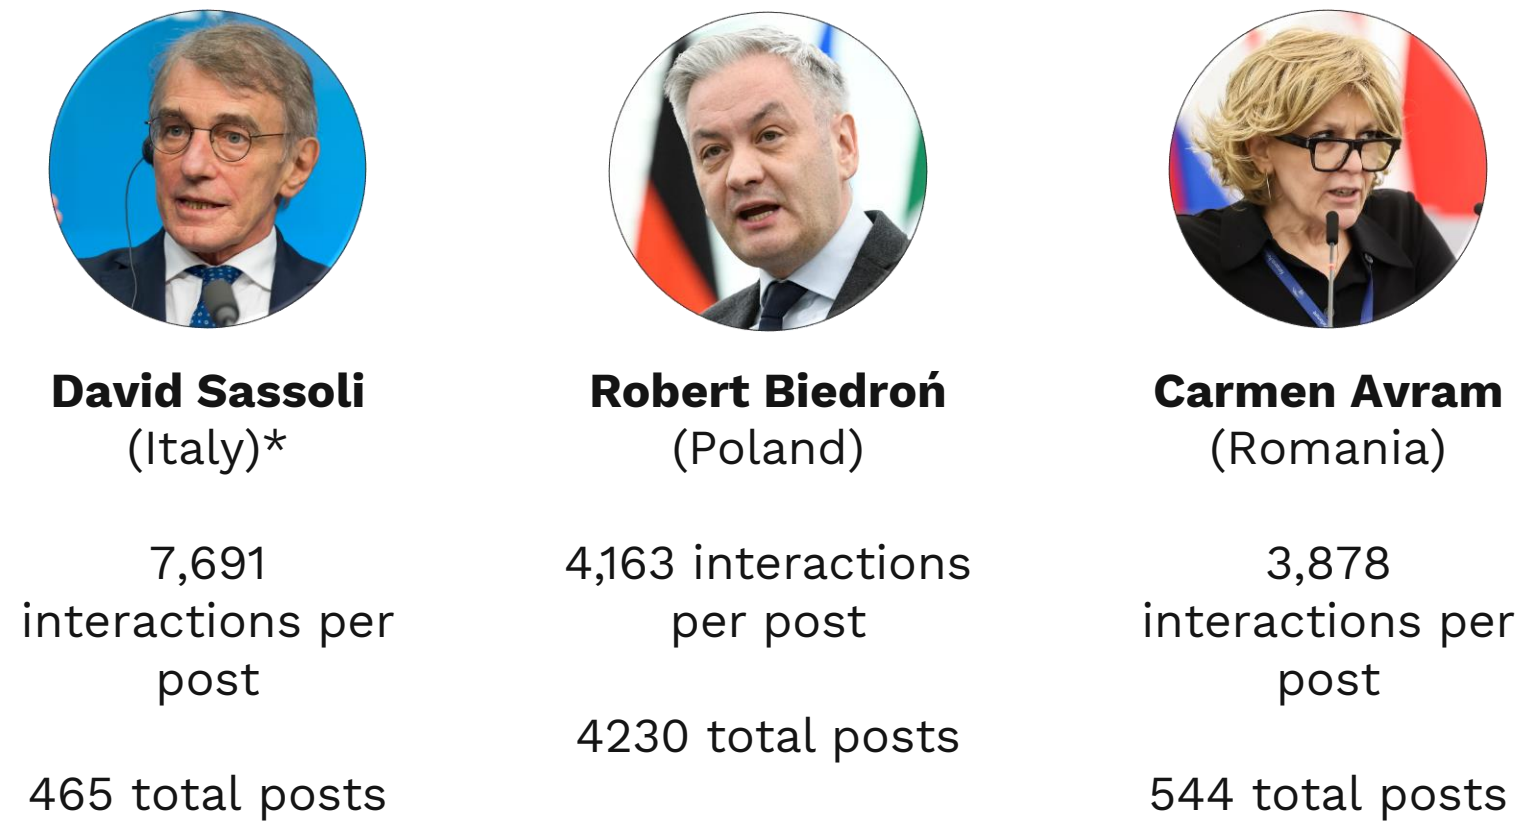 David Sassoli
(Italy)*
7,691
interactions per
post
465 total posts
Robert Biedroń
(Poland)
4,163 interactions
per post
4230 total posts
Carmen Avram
(Romania)
3,878
interactions per
post
544 total posts